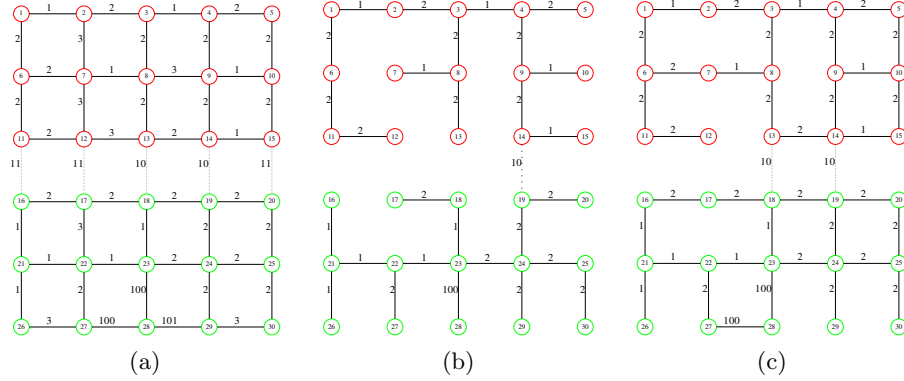 1 2 1 2 1 2 1 2 1 2 1 2
1 2 3 4 5 1 2 3 4 5 1 2 3 4 5
2 3 2 2 2 2 2 2 2 2 2 2
2 1 3 1 1 1 2 1 1
6 7 8 9 10 6 7 8 9 10 6 7 8 9 10
2 3 2 2 2 2 2 2 2 2 2
2 3 2 1 2 1 2 2 1
11 12 13 14 15 11 12 13 14 15 11 12 13 14 15
11 11 10 10 11 10 10 10
2 2 2 2 2 2 2 2 2 2
16 17 18 19 20 16 17 18 19 20 16 17 18 19 20
1 3 1 2 2 1 1 2 1 1 2 2
1 1 2 2 1 1 2 2 1 1 2 2
21 22 23 24 25 21 22 23 24 25 21 22 23 24 25
1 2 100 2 2 1 2 100 2 2 1 2 100 2 2
3 100 101 3 100
26 27 28 29 30 26 27 28 29 30 26 27 28 29 30
(a) (b) (c)